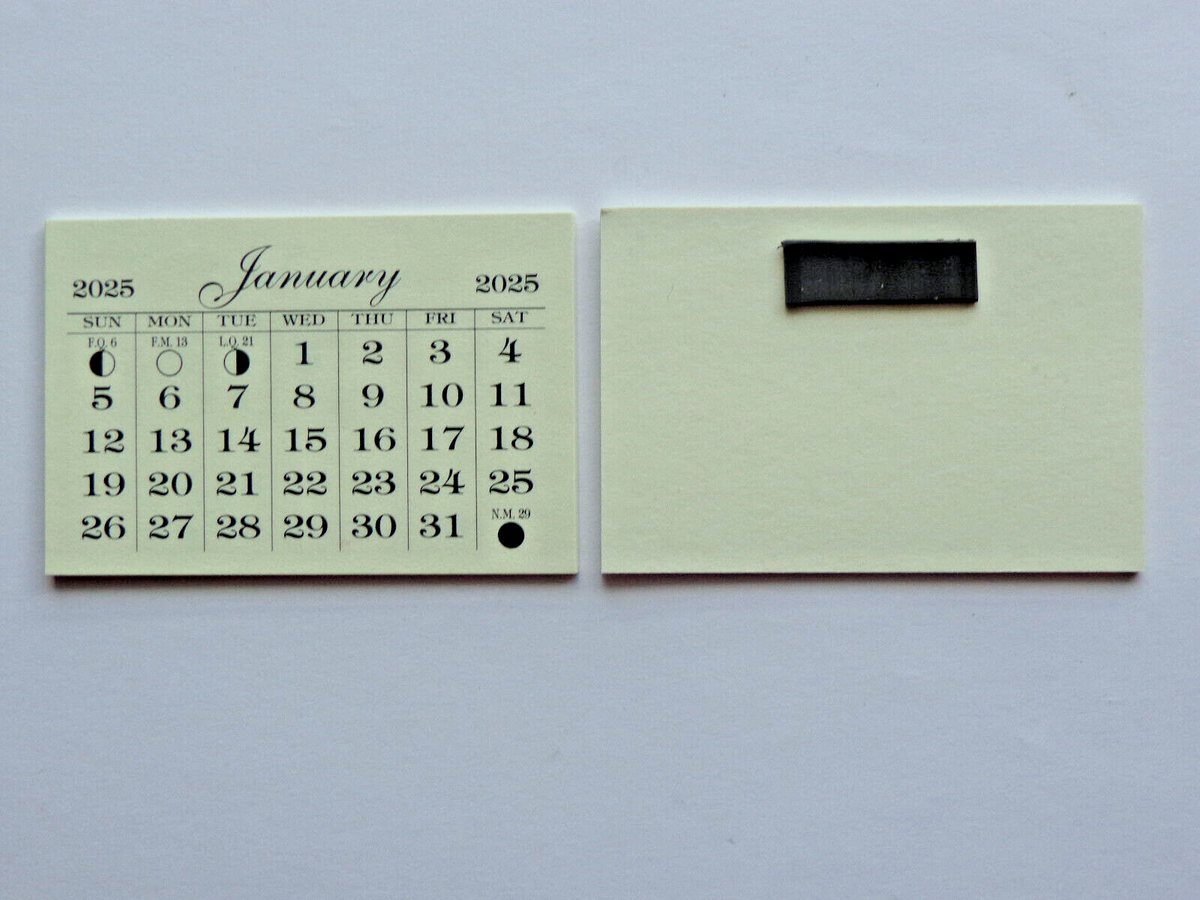 2025 January 2025
SUN MON TUE WED THU FRI SAT
F.Q. 6 F.M. 13 L.Q. 21
1 2 3 4
5 6 7 8 9 10 11
12 13 14 15 16 17 18
19 20 21 22 23 24 25
N.M. 29
26 27 28 29 30 31